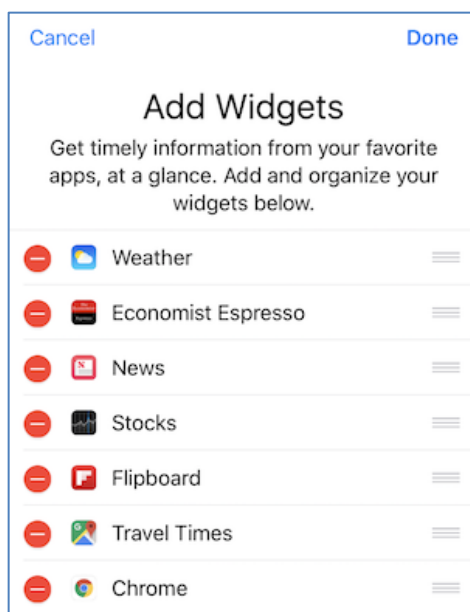 Cancel
Done
Add Widgets
Get timely information from your favorite
apps, at a glance. Add and organize your
widgets below.
Weather
Economist Espresso
News
Stocks
Flipboard
Travel Times
Chrome